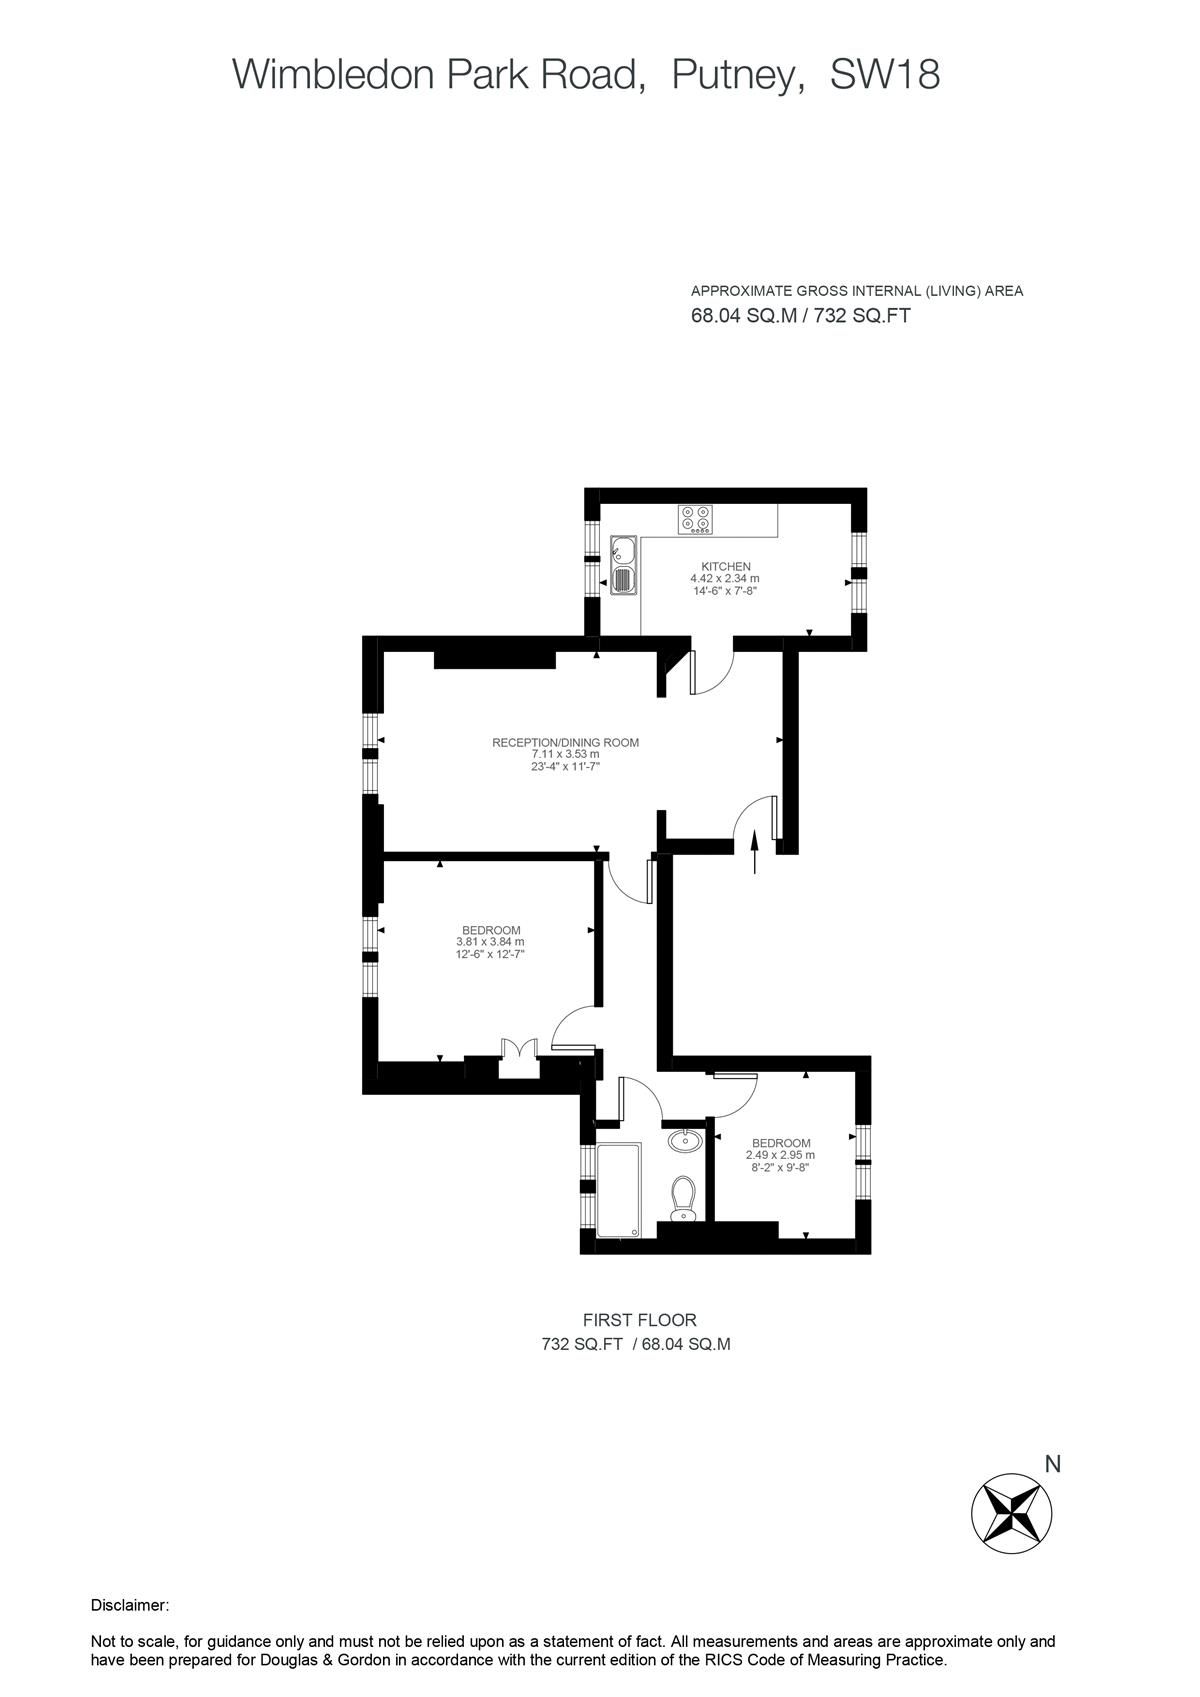 Wimbledon Park Road, Putney, SW18
APPROXIMATE GROSS INTERNAL (LIVING) AREA
68.04 SQ.M / 732 SQ.FT
KITCHEN
4.42 x 2.34 m
14'-6" x 7'-8"
RECEPTION/DINING ROOM
7.11 x 3.53 m
23'-4" x 11'-7"
BEDROOM
3.81 x 3.84 m
12'-6" x 12'-7"
BEDROOM
2.49 x 2.95 m
8'-2" x 9'-8"
FIRST FLOOR
732 SQ.FT / 68.04 SQ.M
N
Disclaimer:
Not to scale, for guidance only and must not be relied upon as a statement of fact. All measurements and areas are approximate only and
have been prepared for Douglas & Gordon in accordance with the current edition of the RICS Code of Measuring Practice.